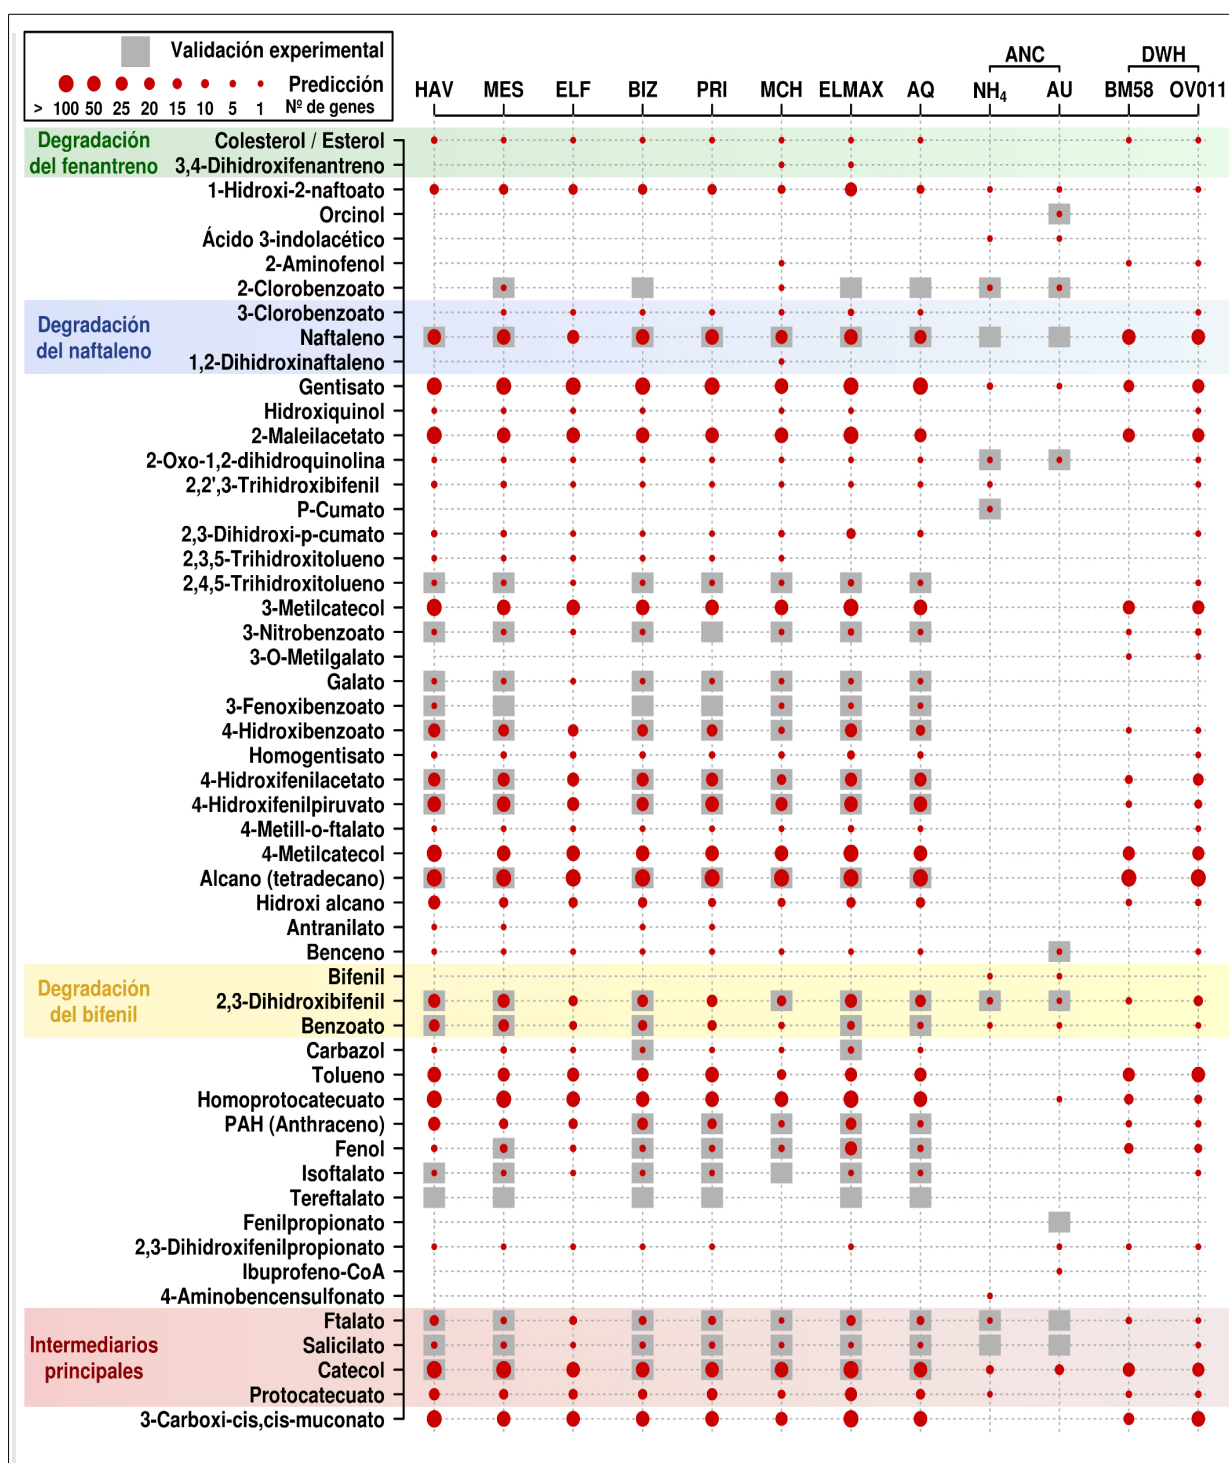 Validación experimental
Predicción
> 100 50 25 20 15 10 5 1 Nº de genes
ANC DWH
HAV MES ELF BIZ PRI MCH ELMAX AQ NH₄ AU BM58 OV011
Degradación
del fenantreno
Colesterol / Esterol
3,4-Dihidroxifenantreno
1-Hidroxi-2-naftoato
Orcinol
Ácido 3-indolacético
2-Aminofenol
2-Clorobenzoato
Degradación
del naftaleno
3-Clorobenzoato
Naftaleno
1,2-Dihidroxinaftaleno
Gentisato
Hidroxiquinol
2-Maleilacetato
2-Oxo-1,2-dihidroquinolina
2,2',3-Trihidroxibifenil
P-Cumato
2,3-Dihidroxi-p-cumato
2,3,5-Trihidroxitolueno
2,4,5-Trihidroxitolueno
3-Metilcatecol
3-Nitrobenzoato
3-O-Metilgalato
Galato
3-Fenoxibenzoato
4-Hidroxibenzoato
Homogentisato
4-Hidroxifenilacetato
4-Hidroxifenilpiruvato
4-Metill-o-ftalato
4-Metilcatecol
Alcano (tetradecano)
Hidroxi alcano
Antranilato
Benceno
Degradación
del bifenil
Bifenil
2,3-Dihidroxibifenil
Benzoato
Carbazol
Tolueno
Homoprotocatecuato
PAH (Anthraceno)
Fenol
Isoftalato
Tereftalato
Fenilpropionato
2,3-Dihidroxifenilpropionato
Ibuprofeno-CoA
4-Aminobencensulfonato
Intermediarios
principales
Ftalato
Salicilato
Catecol
Protocatecuato
3-Carboxi-cis,cis-muconato